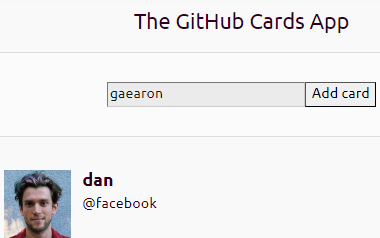 The GitHub Cards App
gaearon
Add card
dan
@facebook